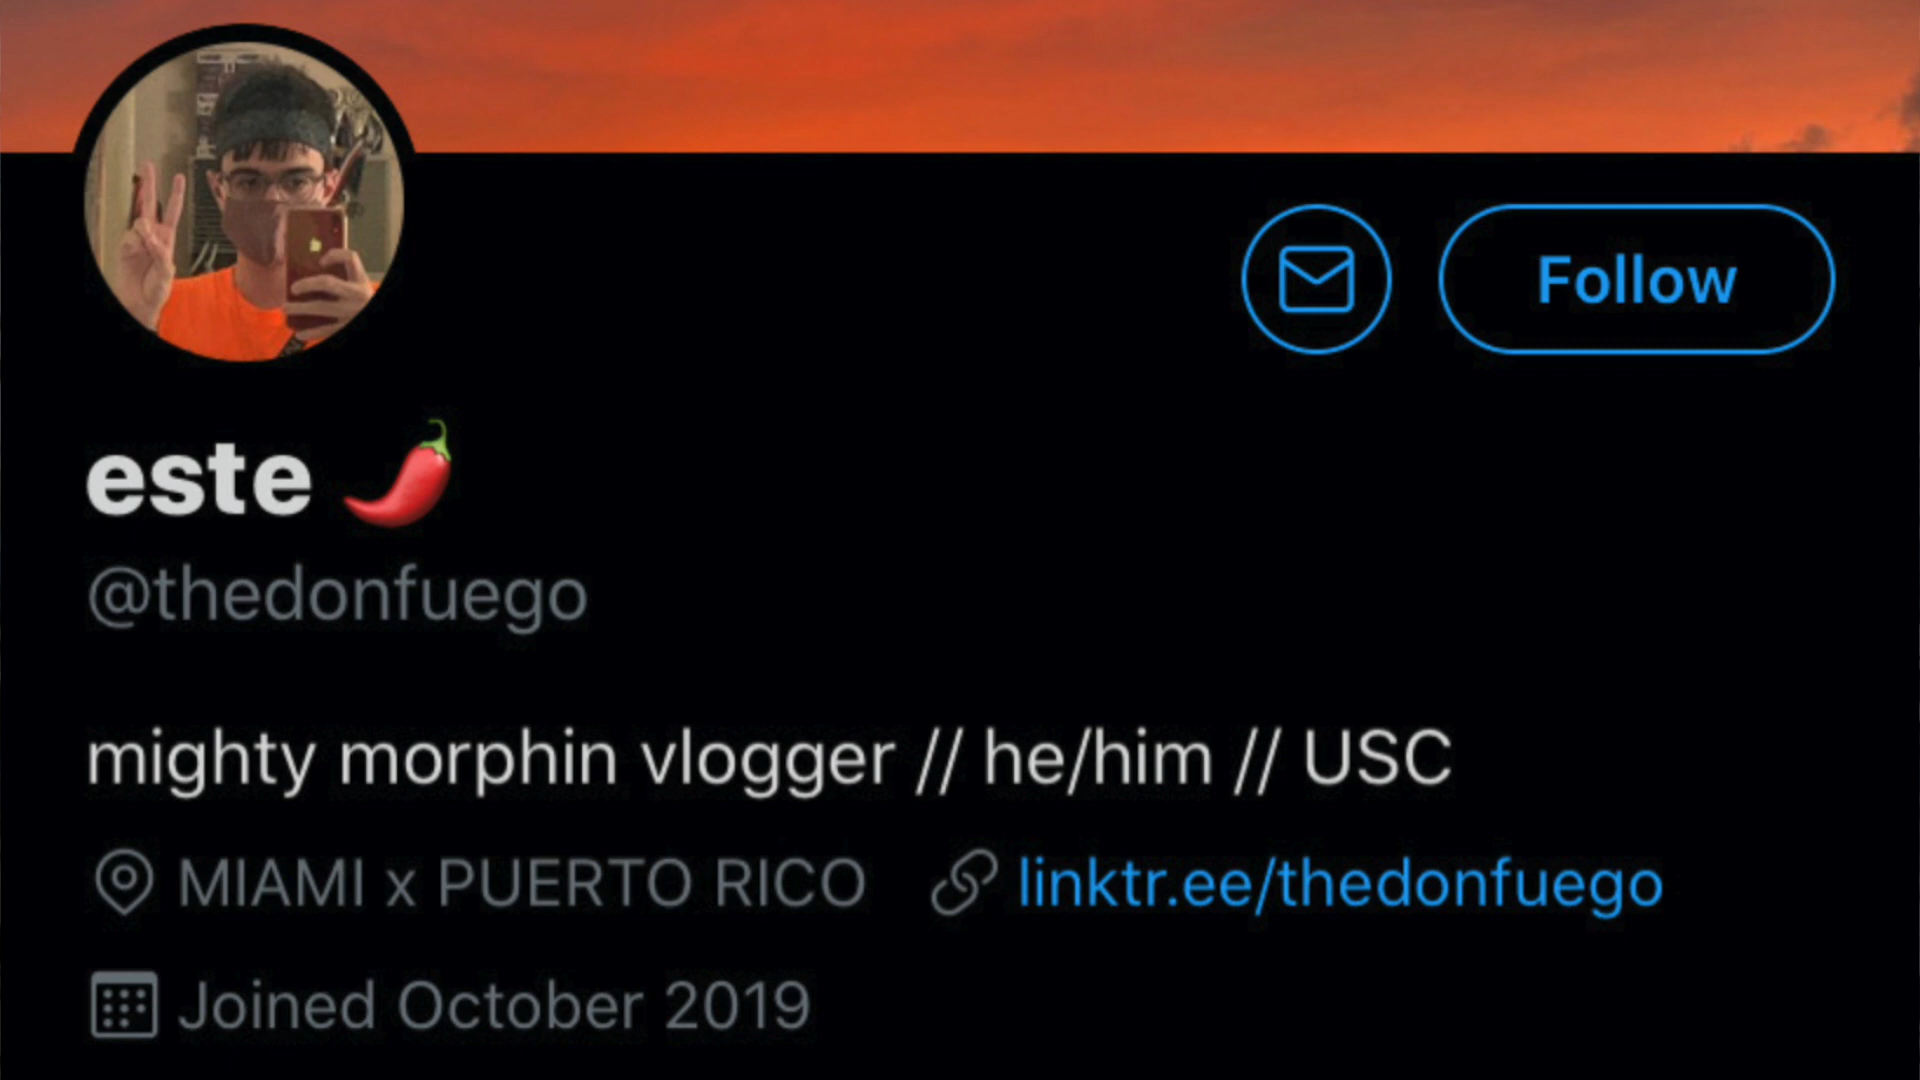 Follow
este
@thedonfuego
mighty morphin vlogger // he/him // USC
MIAMI x PUERTO RICO linktr.ee/thedonfuego
Joined October 2019